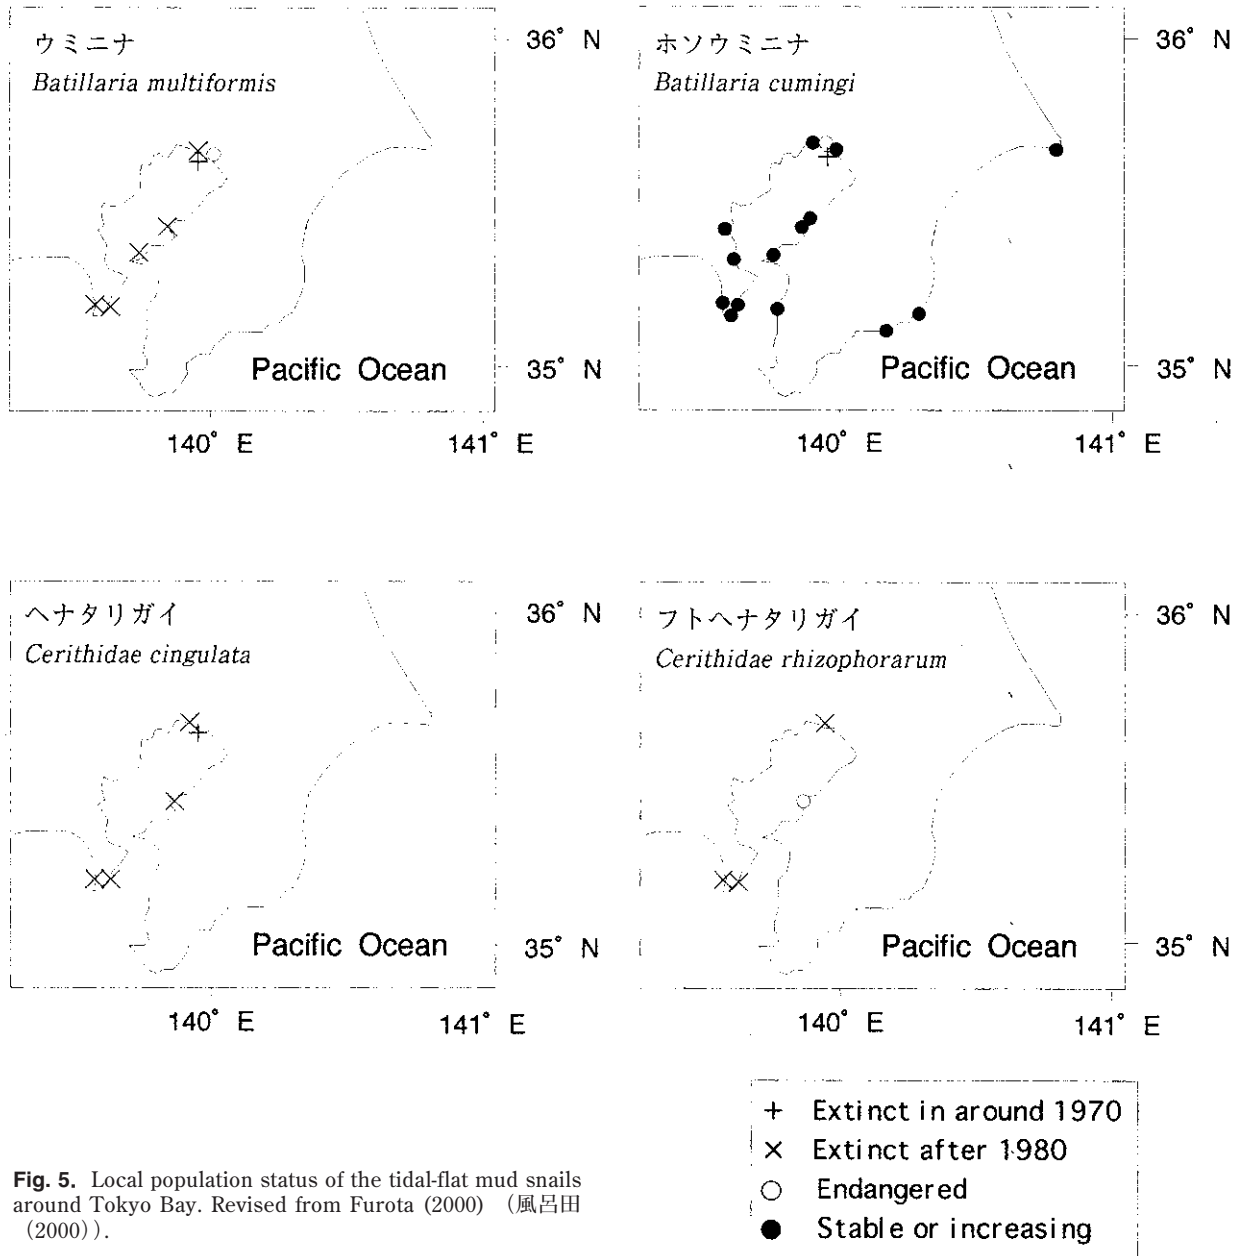 ウミニナ
Batillaria multiformis
36° N
Pacific Ocean
35° N
140° E
141° E
ホソウミニナ
Batillaria cumingi
36° N
Pacific Ocean
35° N
140° E
141° E
ヘナタリガイ
Cerithidae cingulata
36° N
Pacific Ocean
35° N
140° E
141° E
フトヘナタリガイ
Cerithidae rhizophorarum
36° N
Pacific Ocean
35° N
140° E
141° E
+ Extinct in around 1970
× Extinct after 1980
○ Endangered
● Stable or increasing
Fig. 5. Local population status of the tidal-flat mud snails
around Tokyo Bay. Revised from Furota (2000) (風呂田
(2000)).